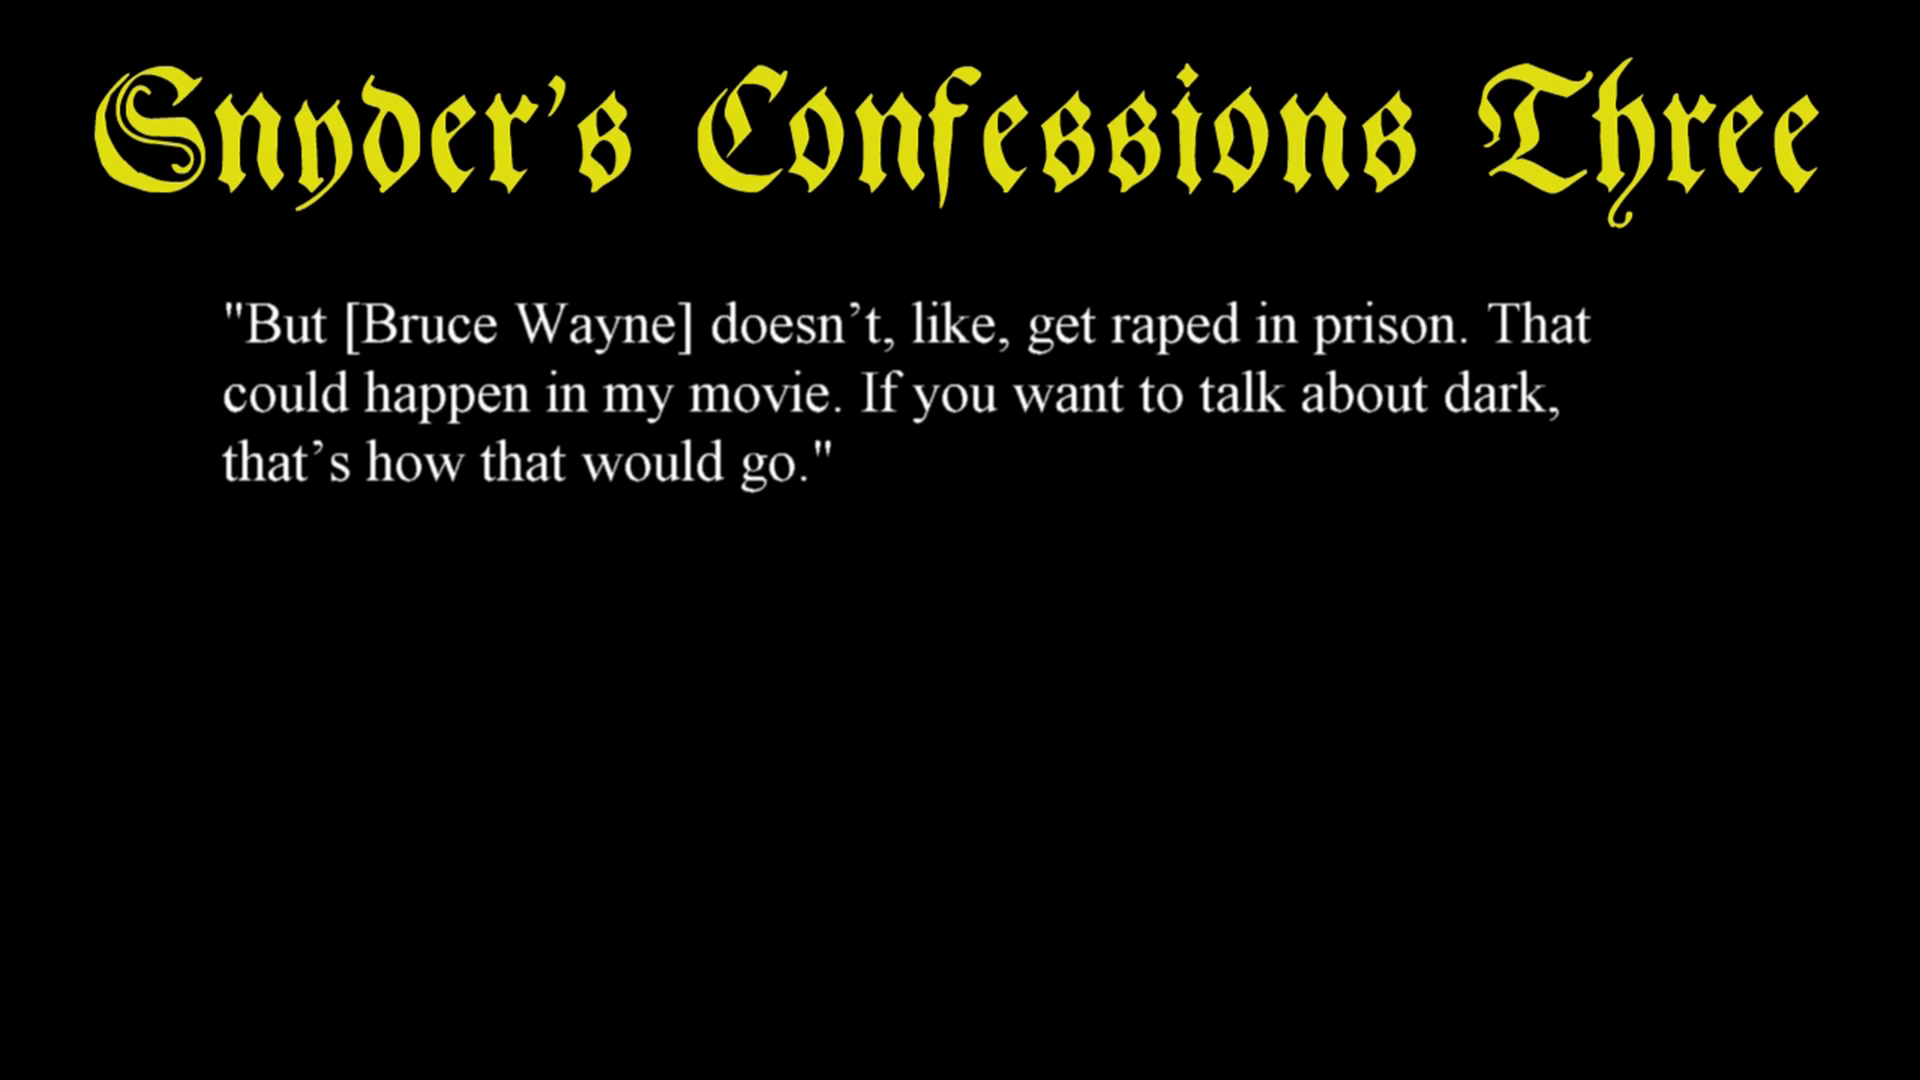 Snyder’s Confessions Three
"But [Bruce Wayne] doesn’t, like, get raped in prison. That
could happen in my movie. If you want to talk about dark,
that’s how that would go."